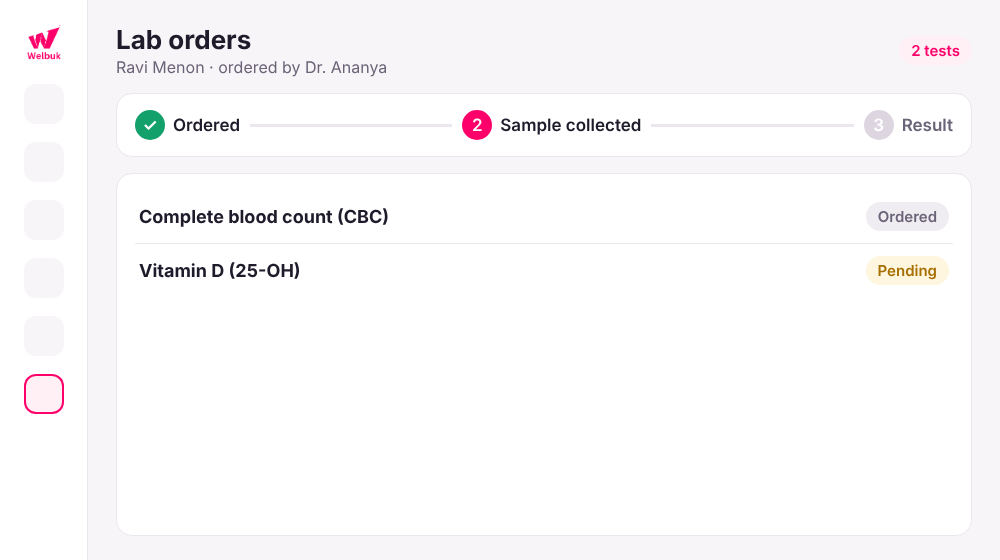 Welbuk
Lab orders
Ravi Menon · ordered by Dr. Ananya
2 tests
Ordered
2 Sample collected
3 Result
Complete blood count (CBC)
Ordered
Vitamin D (25-OH)
Pending